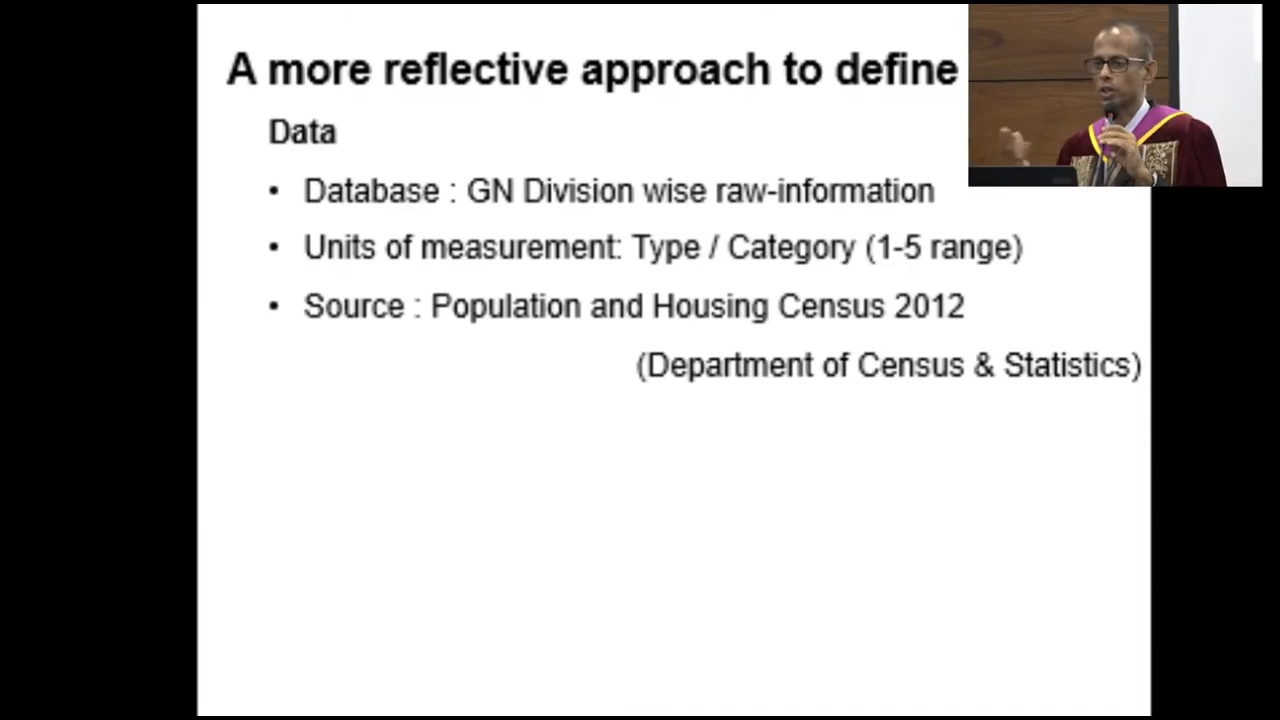 A more reflective approach to define
Data
• Database : GN Division wise raw-information
• Units of measurement: Type / Category (1-5 range)
• Source : Population and Housing Census 2012
(Department of Census & Statistics)